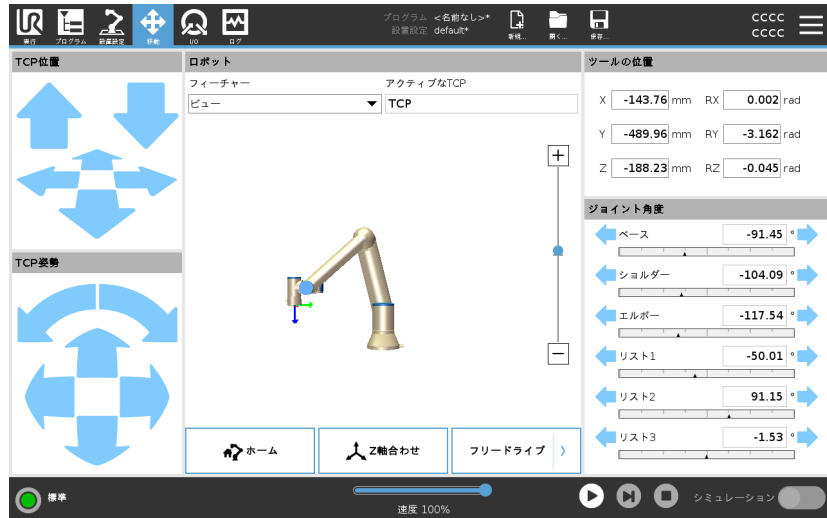 UR
実行
プログラム
設置設定
移動
I/O
ログ
プログラム <名前なし>*
設置設定 default*
新規...
開く...
保存...
CCCC
CCCC
TCP位置
TCP姿勢
ロボット
フィーチャー
アクティブなTCP
ビュー
TCP
+
−
ホーム
Z軸合わせ
フリードライブ
ツールの位置
X -143.76 mm RX 0.002 rad
Y -489.96 mm RY -3.162 rad
Z -188.23 mm RZ -0.045 rad
ジョイント角度
ベース -91.45 °
ショルダー -104.09 °
エルボー -117.54 °
リスト1 -50.01 °
リスト2 91.15 °
リスト3 -1.53 °
標準
速度 100%
シミュレーション